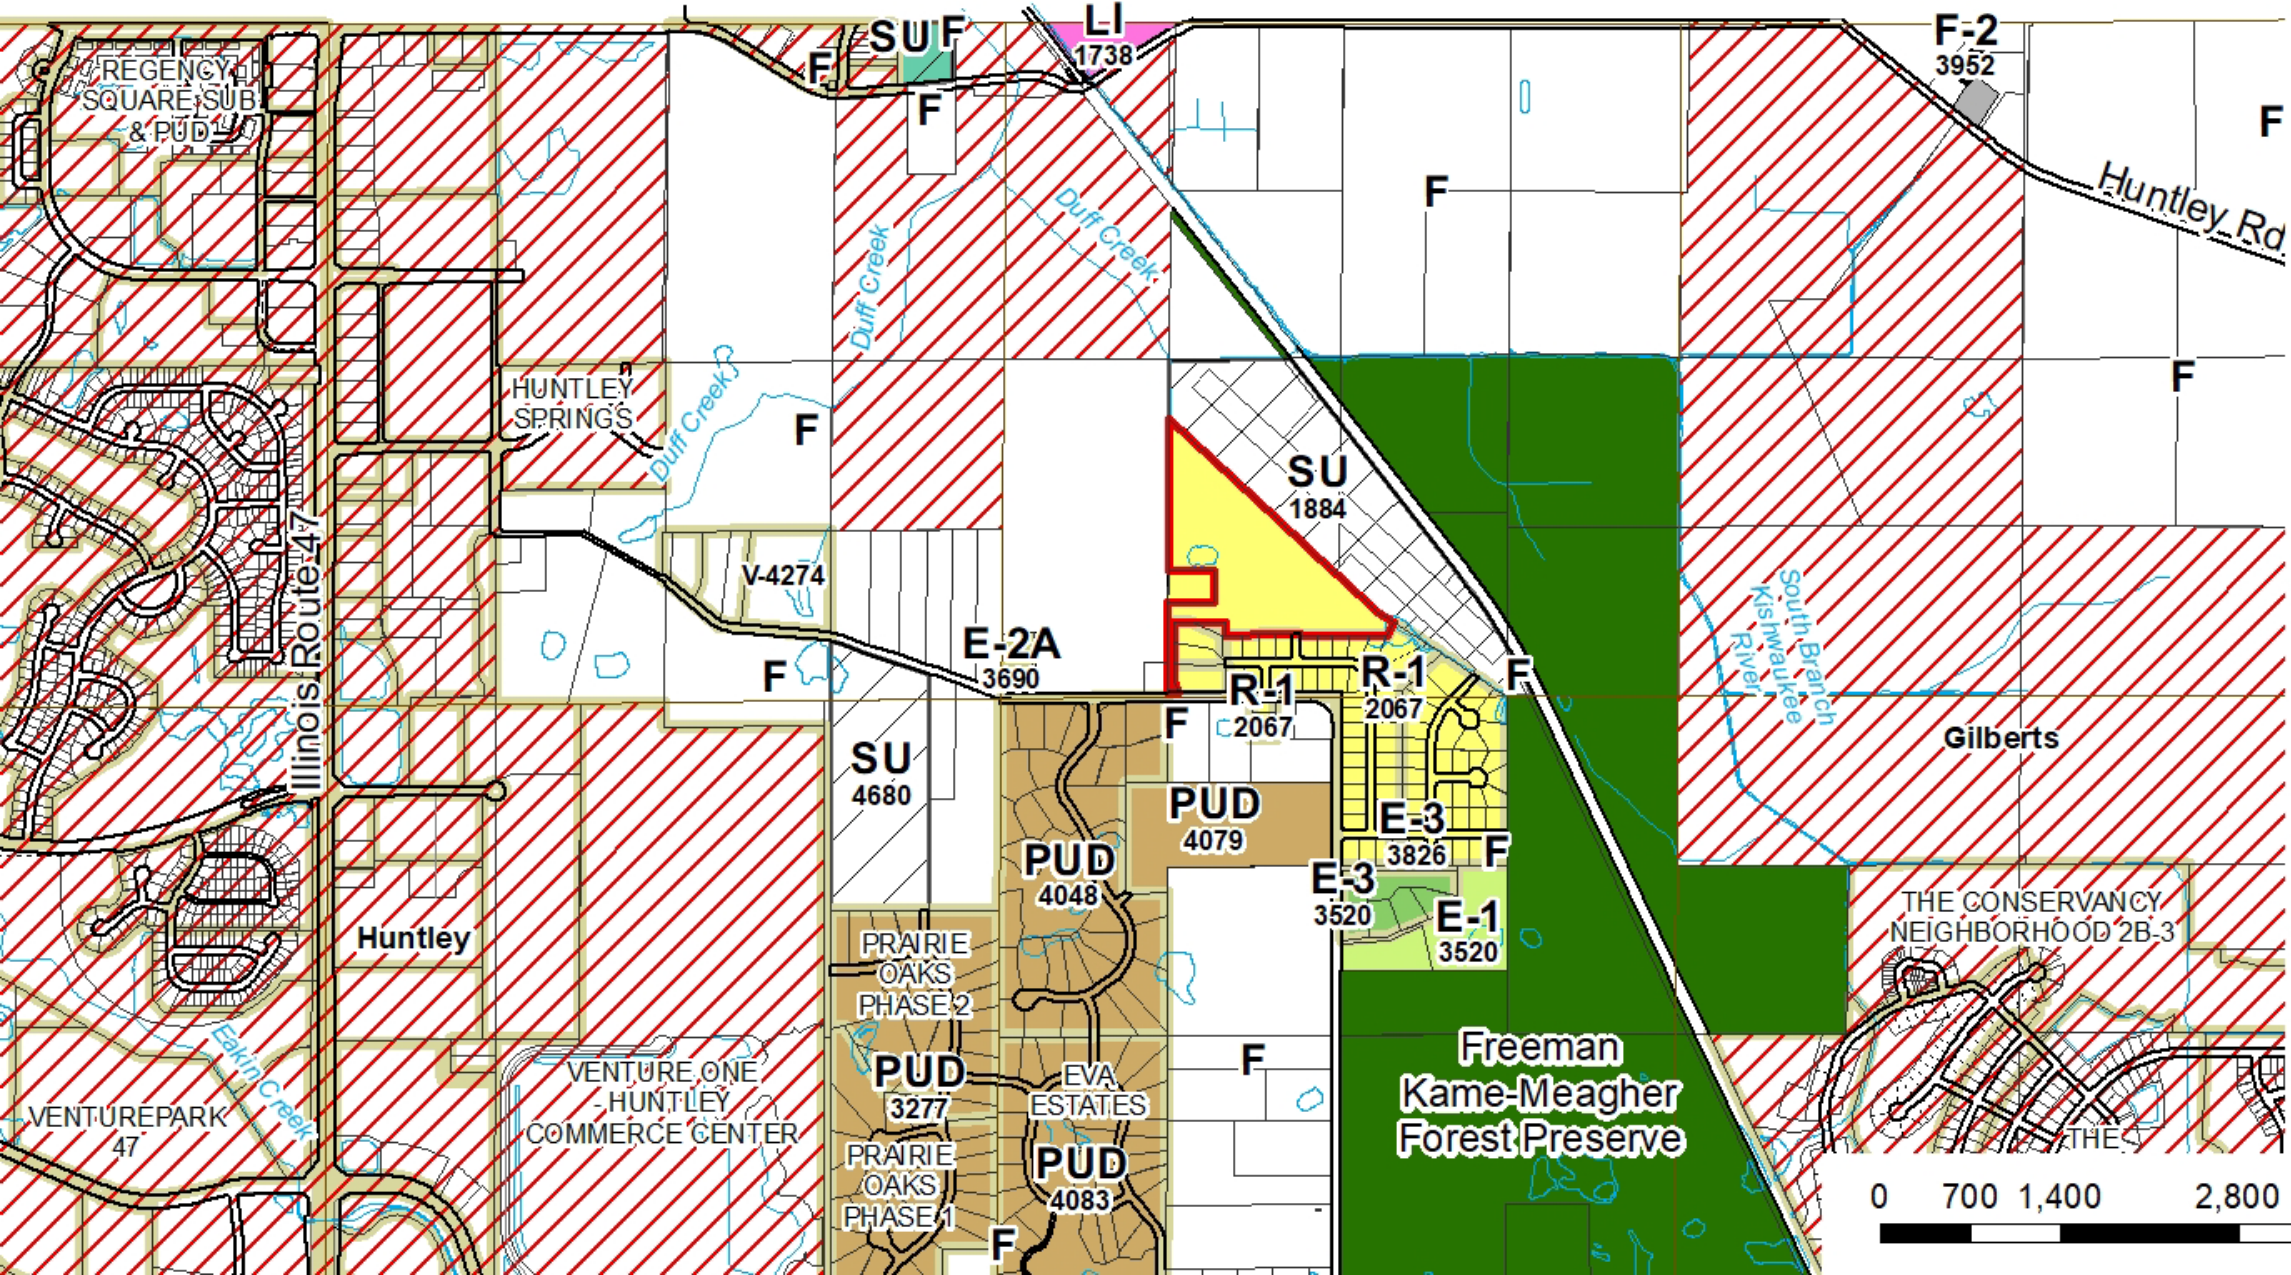 SU
F
LI
1738
F
F
F-2
3952
F
REGENCY
SQUARE SUB
& PUD
Huntley Rd
F
Duff Creek
Duff Creek
HUNTLEY
SPRINGS
Duff Creek
F
F
SU
1884
Illinois Route 47
V-4274
E-2A
3690
F
R-1
2067
R-1
2067
F
F
South Branch
Kishwaukee
River
Gilberts
SU
4680
PUD
4079
PUD
4048
E-3
3826
F
E-3
3520
E-1
3520
Huntley
PRAIRIE
OAKS
PHASE 2
THE CONSERVANCY
NEIGHBORHOOD 2B-3
Eakin Creek
VENTURE ONE
- HUNTLEY
COMMERCE CENTER
PUD
3277
EVA
ESTATES
F
Freeman
Kame-Meagher
Forest Preserve
VENTUREPARK
47
PRAIRIE
OAKS
PHASE 1
PUD
4083
F
THE
0 700 1,400 2,800